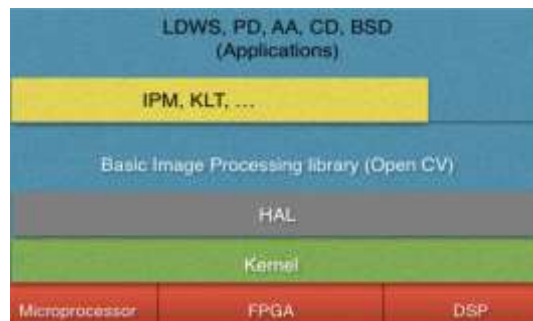 LDWS, PD, AA, CD, BSD
(Applications)
IPM, KLT, ...
Basic Image Processing library (Open CV)
HAL
Kernel
Microprocessor FPGA DSP